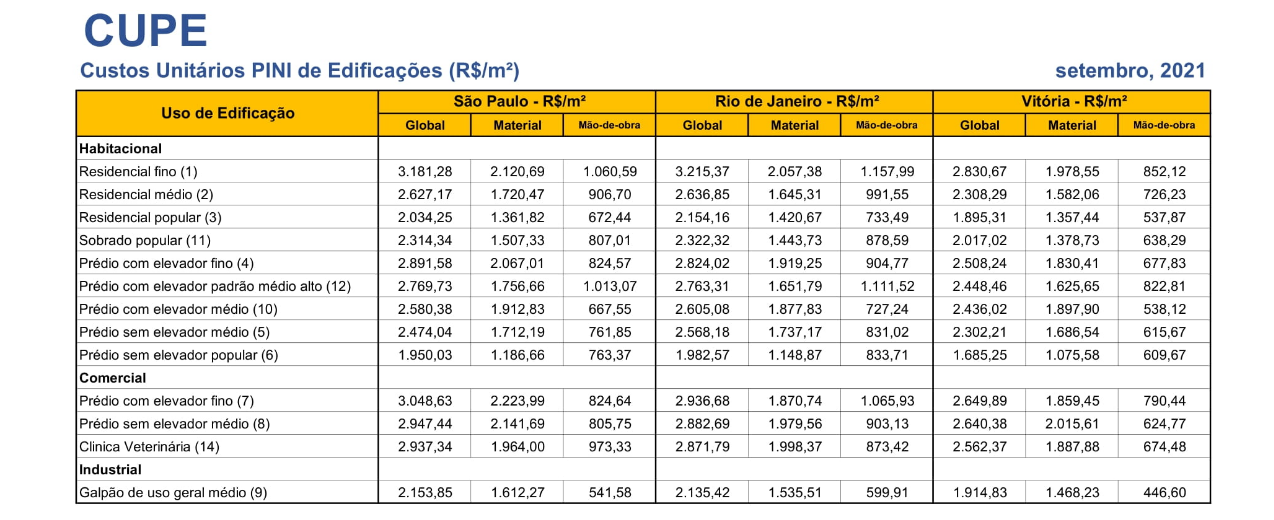 CUPE
Custos Unitários PINI de Edificações (R$/m²) setembro, 2021
Uso de Edificação São Paulo - R$/m² Rio de Janeiro - R$/m² Vitória - R$/m²
Global Material Mão-de-obra Global Material Mão-de-obra Global Material Mão-de-obra
Habitacional
Residencial fino (1) 3.181,28 2.120,69 1.060,59 3.215,37 2.057,38 1.157,99 2.830,67 1.978,55 852,12
Residencial médio (2) 2.627,17 1.720,47 906,70 2.636,85 1.645,31 991,55 2.308,29 1.582,06 726,23
Residencial popular (3) 2.034,25 1.361,82 672,44 2.154,16 1.420,67 733,49 1.895,31 1.357,44 537,87
Sobrado popular (11) 2.314,34 1.507,33 807,01 2.322,32 1.443,73 878,59 2.017,02 1.378,73 638,29
Prédio com elevador fino (4) 2.891,58 2.067,01 824,57 2.824,02 1.919,25 904,77 2.508,24 1.830,41 677,83
Prédio com elevador padrão médio alto (12) 2.769,73 1.756,66 1.013,07 2.763,31 1.651,79 1.111,52 2.448,46 1.625,65 822,81
Prédio com elevador médio (10) 2.580,38 1.912,83 667,55 2.605,08 1.877,83 727,24 2.436,02 1.897,90 538,12
Prédio sem elevador médio (5) 2.474,04 1.712,19 761,85 2.568,18 1.737,17 831,02 2.302,21 1.686,54 615,67
Prédio sem elevador popular (6) 1.950,03 1.186,66 763,37 1.982,57 1.148,87 833,71 1.685,25 1.075,58 609,67
Comercial
Prédio com elevador fino (7) 3.048,63 2.223,99 824,64 2.936,68 1.870,74 1.065,93 2.649,89 1.859,45 790,44
Prédio sem elevador médio (8) 2.947,44 2.141,69 805,75 2.882,69 1.979,56 903,13 2.640,38 2.015,61 624,77
Clinica Veterinária (14) 2.937,34 1.964,00 973,33 2.871,79 1.998,37 873,42 2.562,37 1.887,88 674,48
Industrial
Galpão de uso geral médio (9) 2.153,85 1.612,27 541,58 2.135,42 1.535,51 599,91 1.914,83 1.468,23 446,60